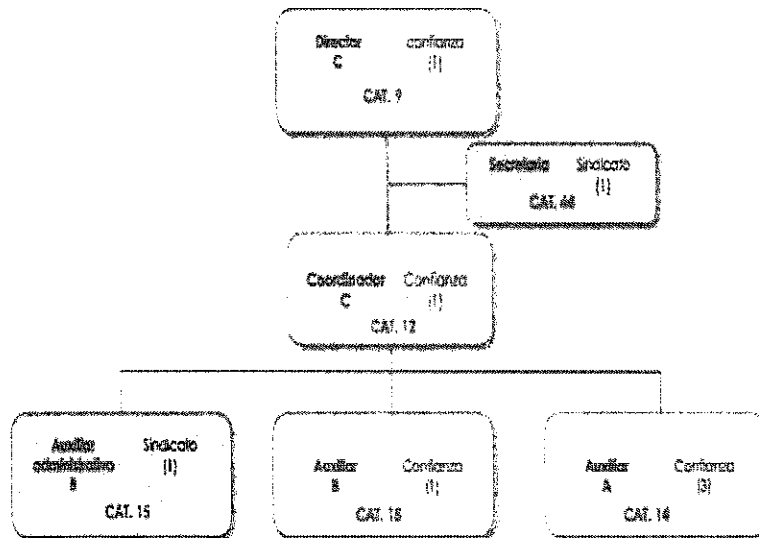 Director confianza
C (1)
CAT. 9
Secretaria Sindicato
(1)
CAT.
Coordinador Confianza
C (1)
CAT. 12
Auxiliar Sindicato
administrativo (1)
B
CAT. 15
Auxiliar Confianza
B (1)
CAT. 15
Auxiliar Confianza
A (3)
CAT. 14